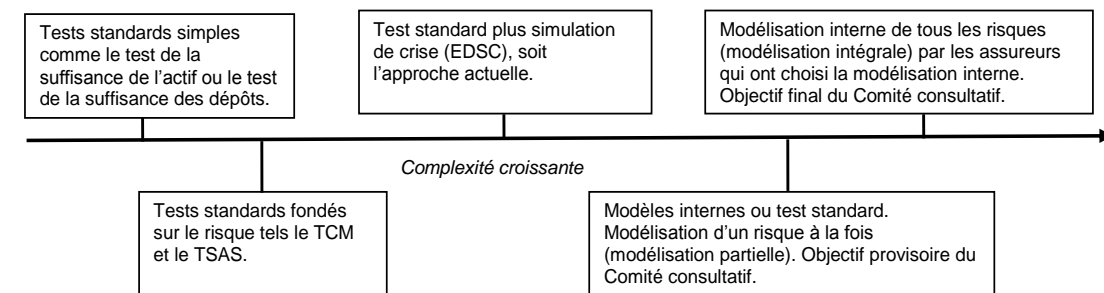 Tests standards simples
comme le test de la
suffisance de l'actif ou le test
de la suffisance des dépôts.
Test standard plus simulation
de crise (EDSC), soit
l'approche actuelle.
Modélisation interne de tous les risques
(modélisation intégrale) par les assureurs
qui ont choisi la modélisation interne.
Objectif final du Comité consultatif.
Complexité croissante
Tests standards fondés
sur le risque tels le TCM
et le TSAS.
Modèles internes ou test standard.
Modélisation d'un risque à la fois
(modélisation partielle). Objectif provisoire du
Comité consultatif.